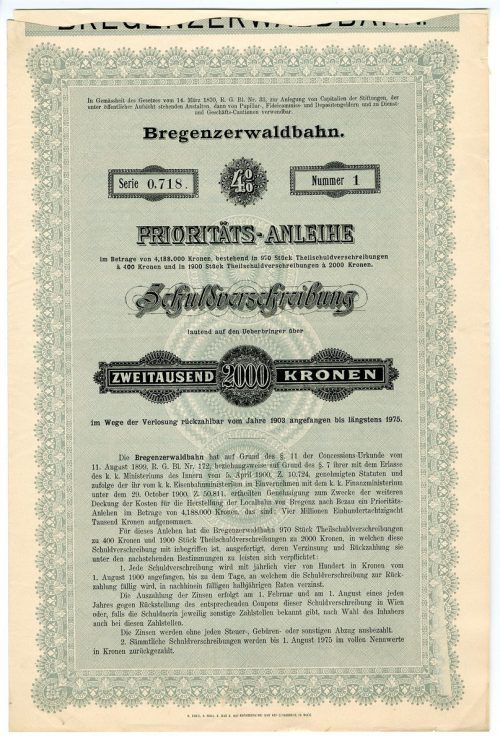 BREGENZERWALDBAHN.
In Gemässheit des Gesetzes vom 14. März 1870, R. G. Bl. Nr. 33, zur Anlegung von Capitalien der Stiftungen, der
unter öffentlicher Aufsicht stehenden Anstalten, dann von Pupillar-, Fideicommiss- und Depositengeldern und zu Dienst-
und Geschäfts-Cautionen verwendbar.
Bregenzerwaldbahn.
Serie 0.718.
4%
Nummer 1
PRIORITÄTS-ANLEIHE
im Betrage von 4,188.000 Kronen, bestehend in 970 Stück Theilschuldverschreibungen
à 400 Kronen und in 1900 Stück Theilschuldverschreibungen à 2000 Kronen.
Schuldverschreibung
lautend auf den Ueberbringer über
ZWEITAUSEND 2000 KRONEN
im Wege der Verlosung rückzahlbar vom Jahre 1903 angefangen bis längstens 1975.
Die Bregenzerwaldbahn hat auf Grund des §. 11 der Concessions-Urkunde vom
11. August 1899, R. G. Bl. Nr. 172, beziehungsweise auf Grund des §. 7 ihrer mit dem Erlasse
des k. k. Ministeriums des Innern vom 5. April 1900, Z. 10.724, genehmigten Statuten und
zufolge der ihr vom k. k. Eisenbahnministerium im Einvernehmen mit dem k. k. Finanzministerium
unter dem 29. October 1900, Z. 50.811, ertheilten Genehmigung zum Zwecke der weiteren
Deckung der Kosten für die Herstellung der Localbahn von Bregenz nach Bezau ein Prioritäts-
Anlehen im Betrage von 4,188.000 Kronen, das sind: Vier Millionen Einhundertachtzigacht
Tausend Kronen aufgenommen.
Für dieses Anlehen hat die Bregenzerwaldbahn 970 Stück Theilschuldverschreibungen
zu 400 Kronen und 1900 Stück Theilschuldverschreibungen zu 2000 Kronen, in welchen diese
Schuldverschreibung mit inbegriffen ist, ausgefertigt, deren Verzinsung und Rückzahlung sie
unter den nachstehenden Bestimmungen zu leisten sich verpflichtet:
1. Jede Schuldverschreibung wird mit jährlich vier von Hundert in Kronen vom
1. August 1900 angefangen, bis zu dem Tage, an welchem die Schuldverschreibung zur Rück-
zahlung fällig wird, in nachhinein fälligen halbjährigen Raten verzinst.
Die Auszahlung der Zinsen erfolgt am 1. Februar und am 1. August eines jeden
Jahres gegen Rückstellung des entsprechenden Coupons dieser Schuldverschreibung in Wien
oder, falls die Schuldnerin jeweilig sonstige Zahlstellen bekannt gibt, nach Wahl des Inhabers
auch bei diesen Zahlstellen.
Die Zinsen werden ohne jeden Steuer-, Gebüren- oder sonstigen Abzug ausbezahlt.
2. Sämmtliche Schuldverschreibungen werden bis 1. August 1975 im vollen Nennwerte
in Kronen zurückgezahlt.